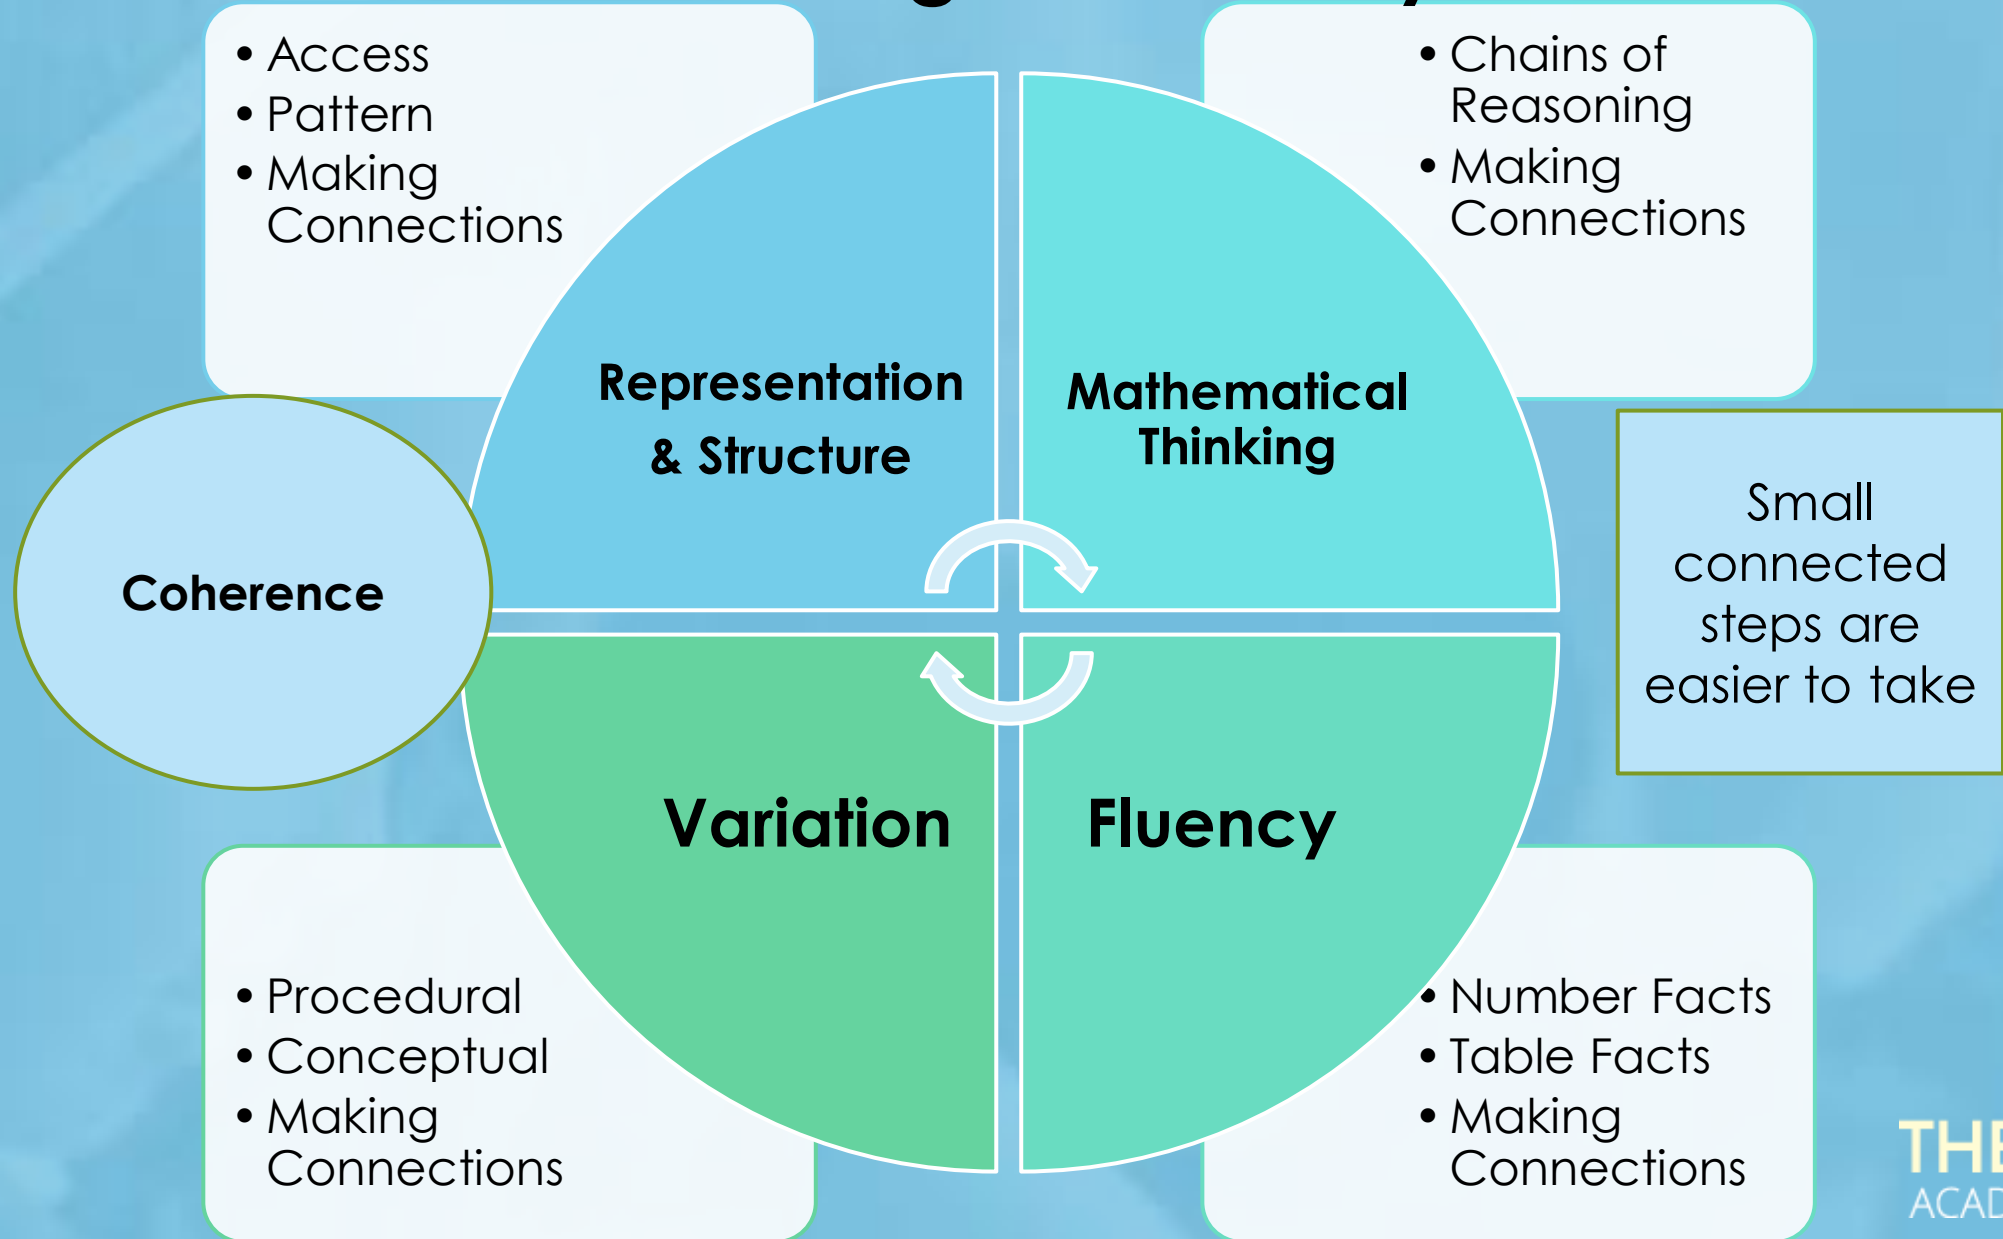 • Access
• Pattern
• Making
Connections
• Chains of
Reasoning
• Making
Connections
Representation
& Structure
Mathematical
Thinking
Coherence
Small
connected
steps are
easier to take
Variation
Fluency
• Procedural
• Conceptual
• Making
Connections
• Number Facts
• Table Facts
• Making
Connections